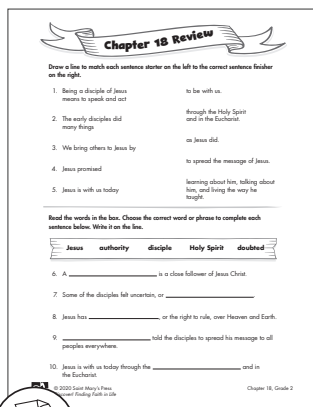 Chapter 18 Review
Draw a line to match each sentence starter on the left to the correct sentence finisher
on the right.
1. Being a disciple of Jesus
means to speak and act
2. The early disciples did
many things
3. We bring others to Jesus by
4. Jesus promised
5. Jesus is with us today
to be with us.
through the Holy Spirit
and in the Eucharist.
as Jesus did.
to spread the message of Jesus.
learning about him, talking about
him, and living the way he
taught.
Read the words in the box. Choose the correct word or phrase to complete each
sentence below. Write it on the line.
Jesus authority disciple Holy Spirit doubted
6. A ____________ is a close follower of Jesus Christ.
7. Some of the disciples felt uncertain, or ____________.
8. Jesus has ____________, or the right to rule, over Heaven and Earth.
9. ____________ told the disciples to spread his message to all
peoples everywhere.
10. Jesus is with us today through the ____________ and in
the Eucharist.
© 2020 Saint Mary's Press
Finding Faith in Life
Chapter 18, Grade 2